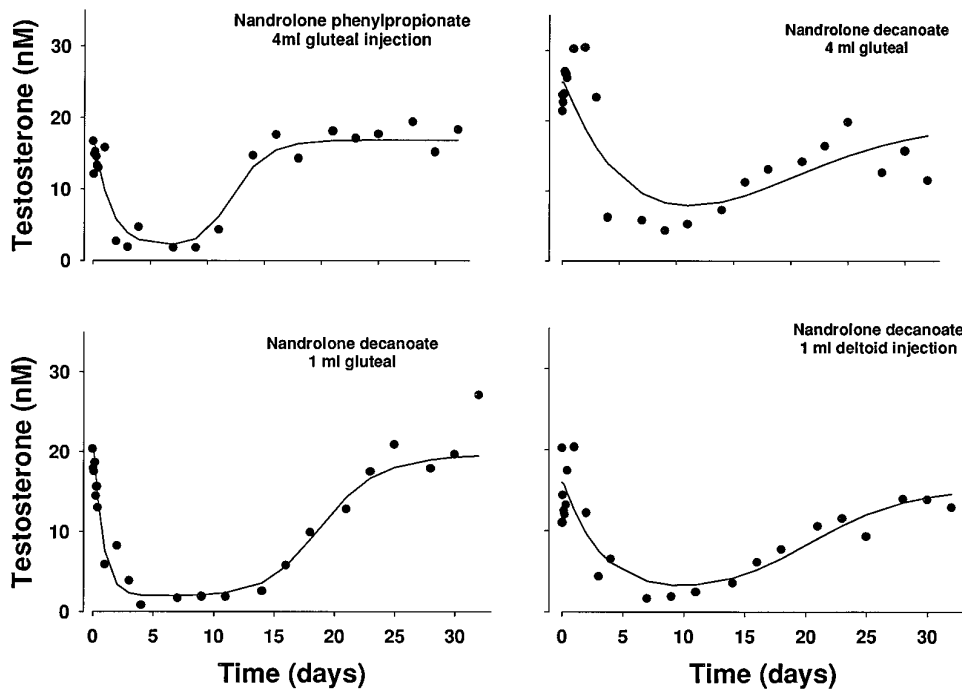 Nandrolone phenylpropionate
4ml gluteal injection
Testosterone (nM)
30
20
10
0
Nandrolone decanoate
4 ml gluteal
Nandrolone decanoate
1 ml gluteal
Testosterone (nM)
30
20
10
0
0 5 10 15 20 25 30
Time (days)
Nandrolone decanoate
1 ml deltoid injection
0 5 10 15 20 25 30
Time (days)